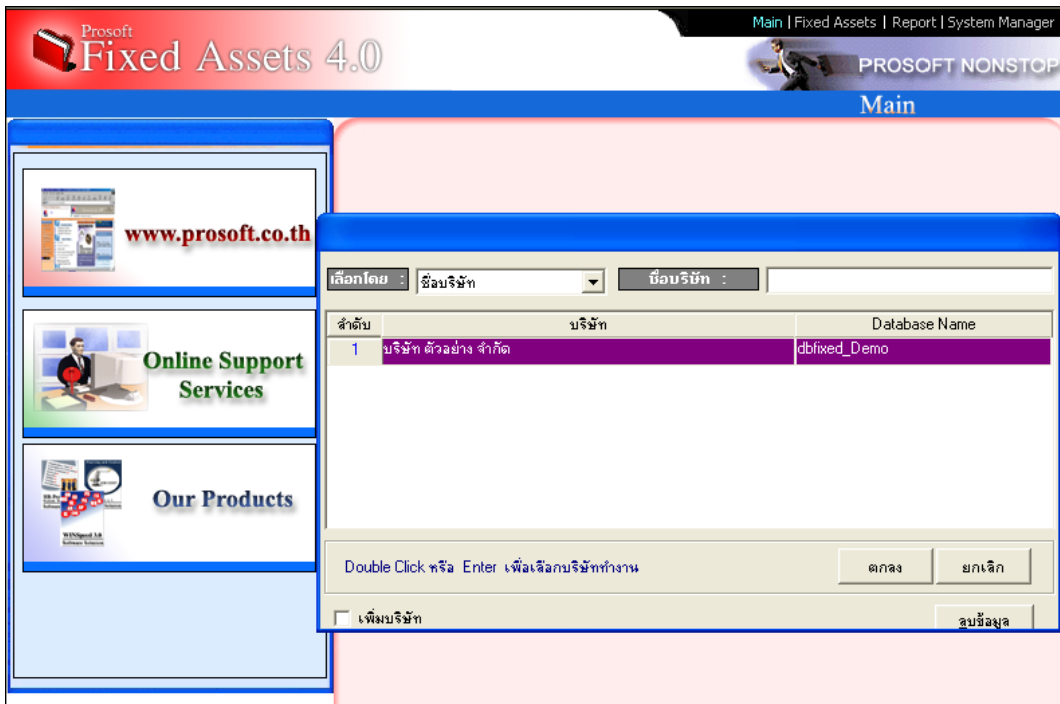 Main | Fixed Assets | Report | System Manager
Prosoft
Fixed Assets 4.0
PROSOFT NONSTOP
Main
www.prosoft.co.th
เลือกโดย :
ชื่อบริษัท
ชื่อบริษัท :
ลำดับ บริษัท Database Name
1 บริษัท ตัวอย่าง จำกัด dbfixed_Demo
Online Support
Services
Our Products
WINSpeed 3.0
Double Click หรือ Enter เพื่อเลือกบริษัททำงาน
ตกลง
ยกเลิก
เพิ่มบริษัท
ลบข้อมูล